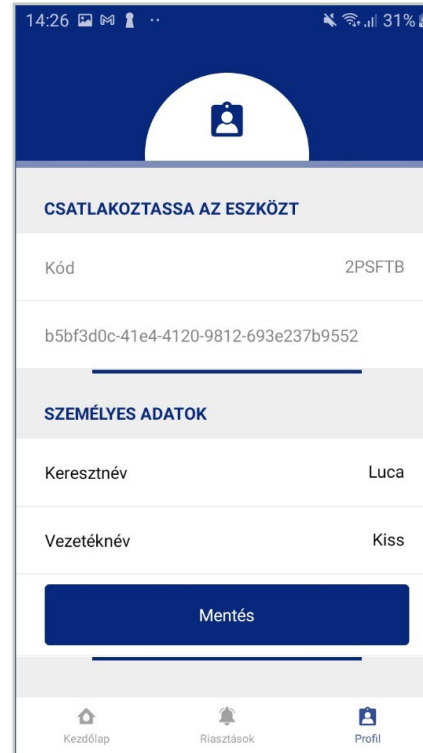 14:26 31%
CSATLAKOZTASSA AZ ESZKÖZT
Kód 2PSFTB
b5bf3d0c-41e4-4120-9812-693e237b9552
SZEMÉLYES ADATOK
Keresztnév Luca
Vezetéknév Kiss
Mentés
Kezdőlap Riasztások Profil